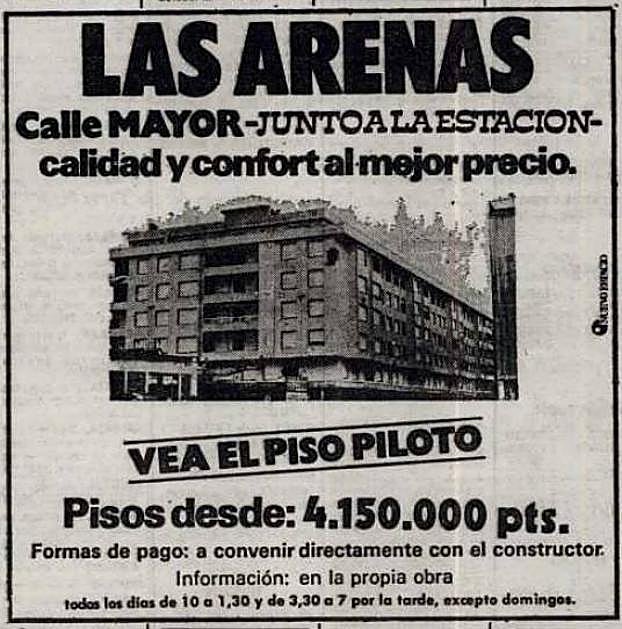 LAS ARENAS
Calle MAYOR-JUNTO A LA ESTACION-
calidad y confort al mejor precio.
VEA EL PISO PILOTO
Pisos desde: 4.150.000 pts.
Formas de pago: a convenir directamente con el constructor.
Información: en la propia obra
todos los días de 10 a 1,30 y de 3,30 a 7 por la tarde, excepto domingos.